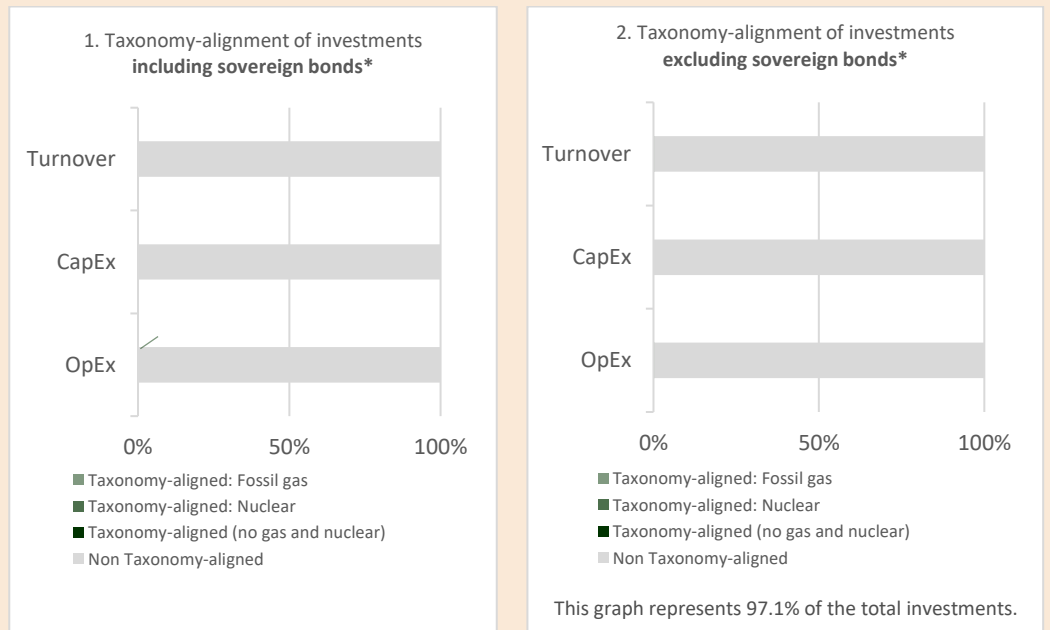 1. Taxonomy-alignment of investments
including sovereign bonds*
Turnover
CapEx
OpEx
0% 50% 100%
Taxonomy-aligned: Fossil gas
Taxonomy-aligned: Nuclear
Taxonomy-aligned (no gas and nuclear)
Non Taxonomy-aligned
2. Taxonomy-alignment of investments
excluding sovereign bonds*
Turnover
CapEx
OpEx
0% 50% 100%
Taxonomy-aligned: Fossil gas
Taxonomy-aligned: Nuclear
Taxonomy-aligned (no gas and nuclear)
Non Taxonomy-aligned
This graph represents 97.1% of the total investments.